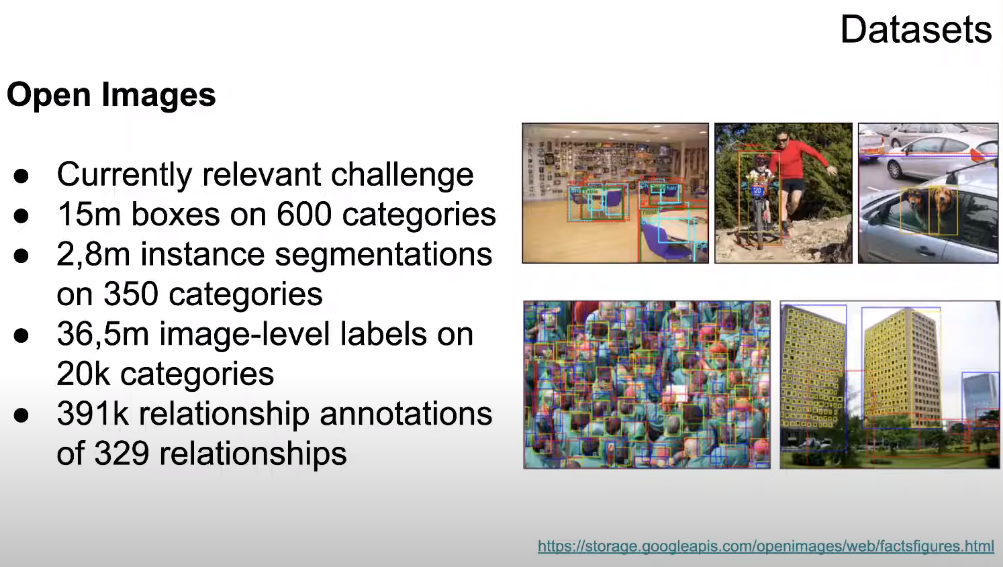 Datasets
Open Images
● Currently relevant challenge
● 15m boxes on 600 categories
● 2,8m instance segmentations
on 350 categories
● 36,5m image-level labels on
20k categories
● 391k relationship annotations
of 329 relationships
https://storage.googleapis.com/openimages/web/factsfigures.html